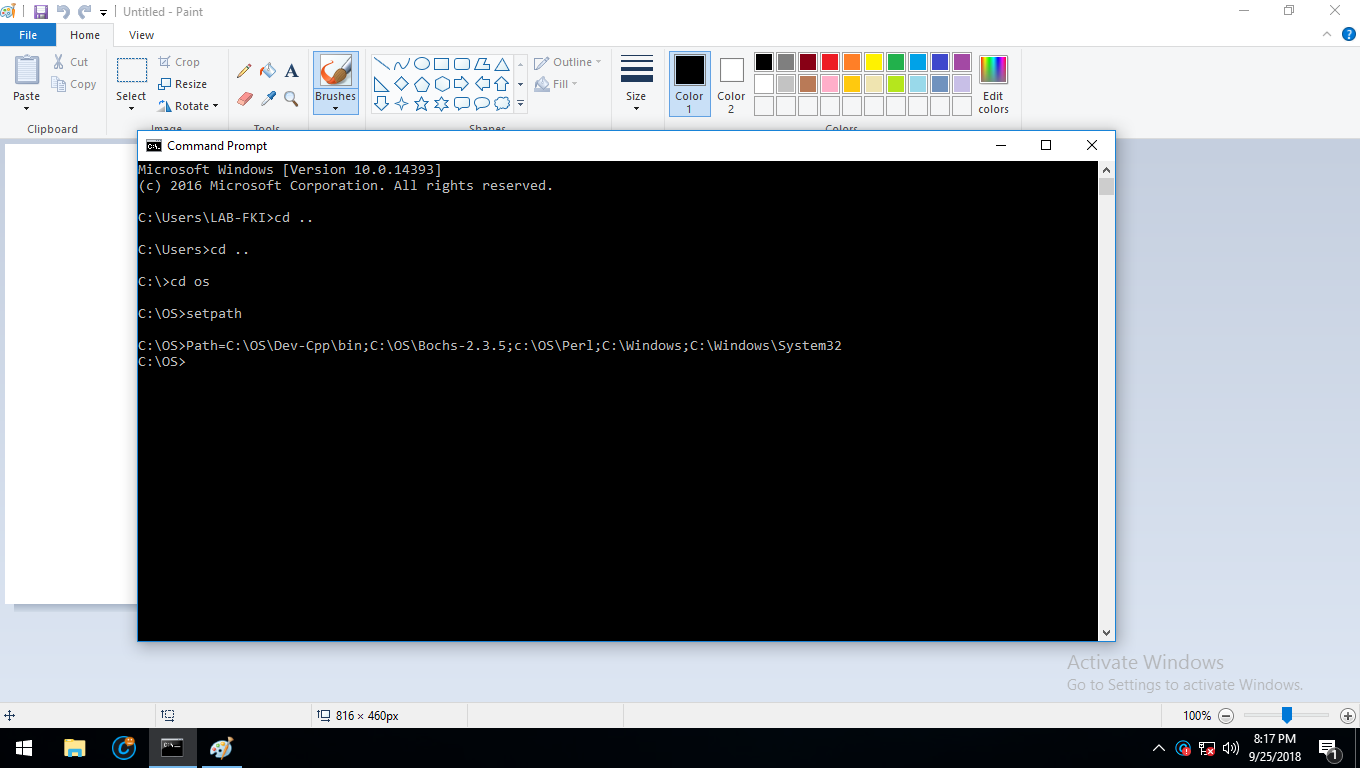 Untitled - Paint
File Home View
Paste
Cut
Copy
Clipboard
Select
Crop
Resize
Rotate
Image
Tools
Brushes
Shapes
Outline
Fill
Size
Color 1
Color 2
Edit colors
Colors
Command Prompt
Microsoft Windows [Version 10.0.14393]
(c) 2016 Microsoft Corporation. All rights reserved.
C:\Users\LAB-FKI>cd ..
C:\Users>cd ..
C:\>cd os
C:\OS>setpath
C:\OS>Path=C:\OS\Dev-Cpp\bin;C:\OS\Bochs-2.3.5;c:\OS\Perl;C:\Windows;C:\Windows\System32
C:\OS>
Activate Windows
Go to Settings to activate Windows.
816 × 460px
100%
8:17 PM
9/25/2018
1